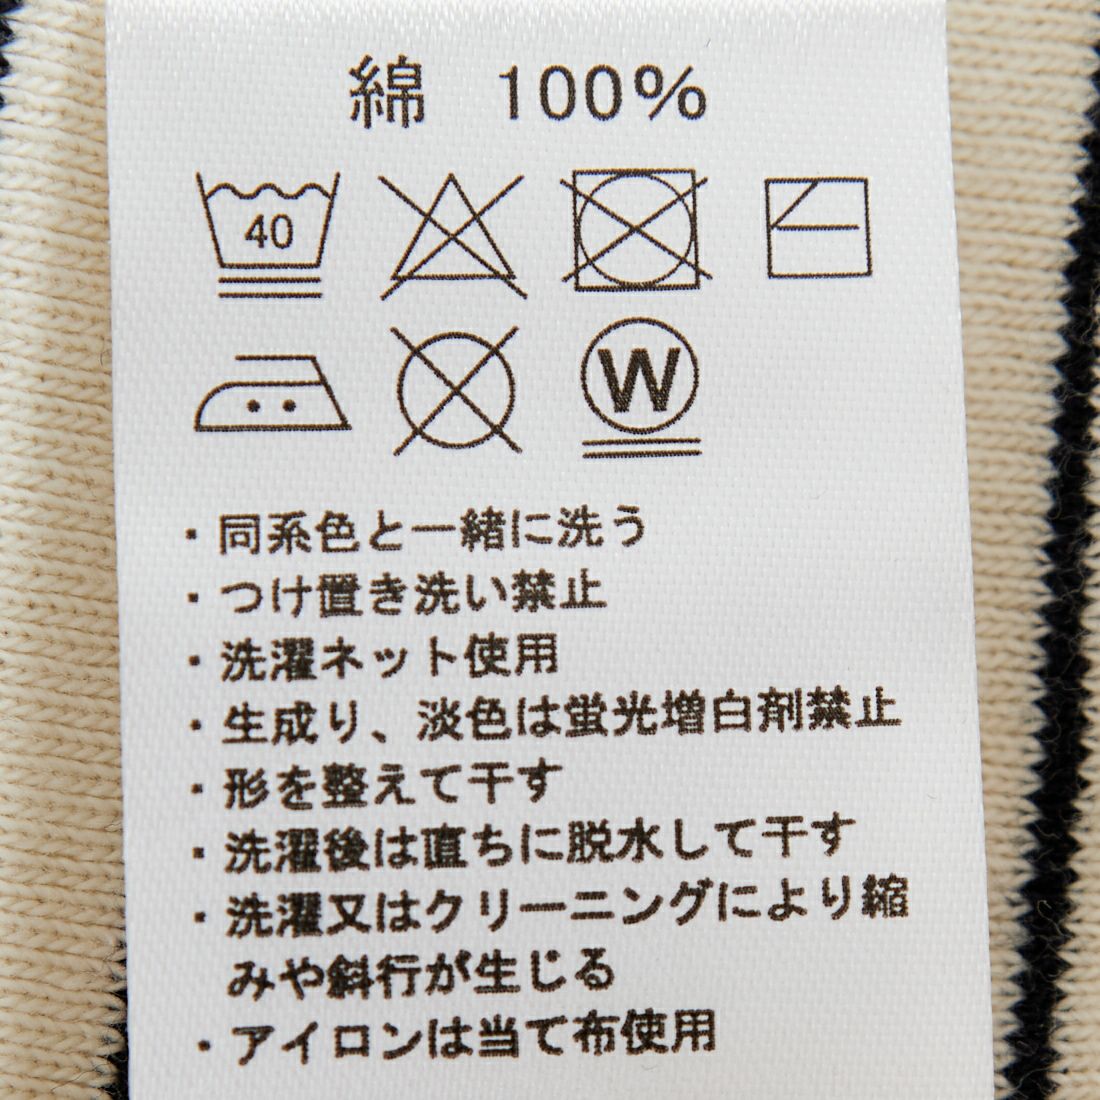 綿 100%
40
W
・同系色と一緒に洗う
・つけ置き洗い禁止
・洗濯ネット使用
・生成り、淡色は蛍光増白剤禁止
・形を整えて干す
・洗濯後は直ちに脱水して干す
・洗濯又はクリーニングにより縮
みや斜行が生じる
・アイロンは当て布使用